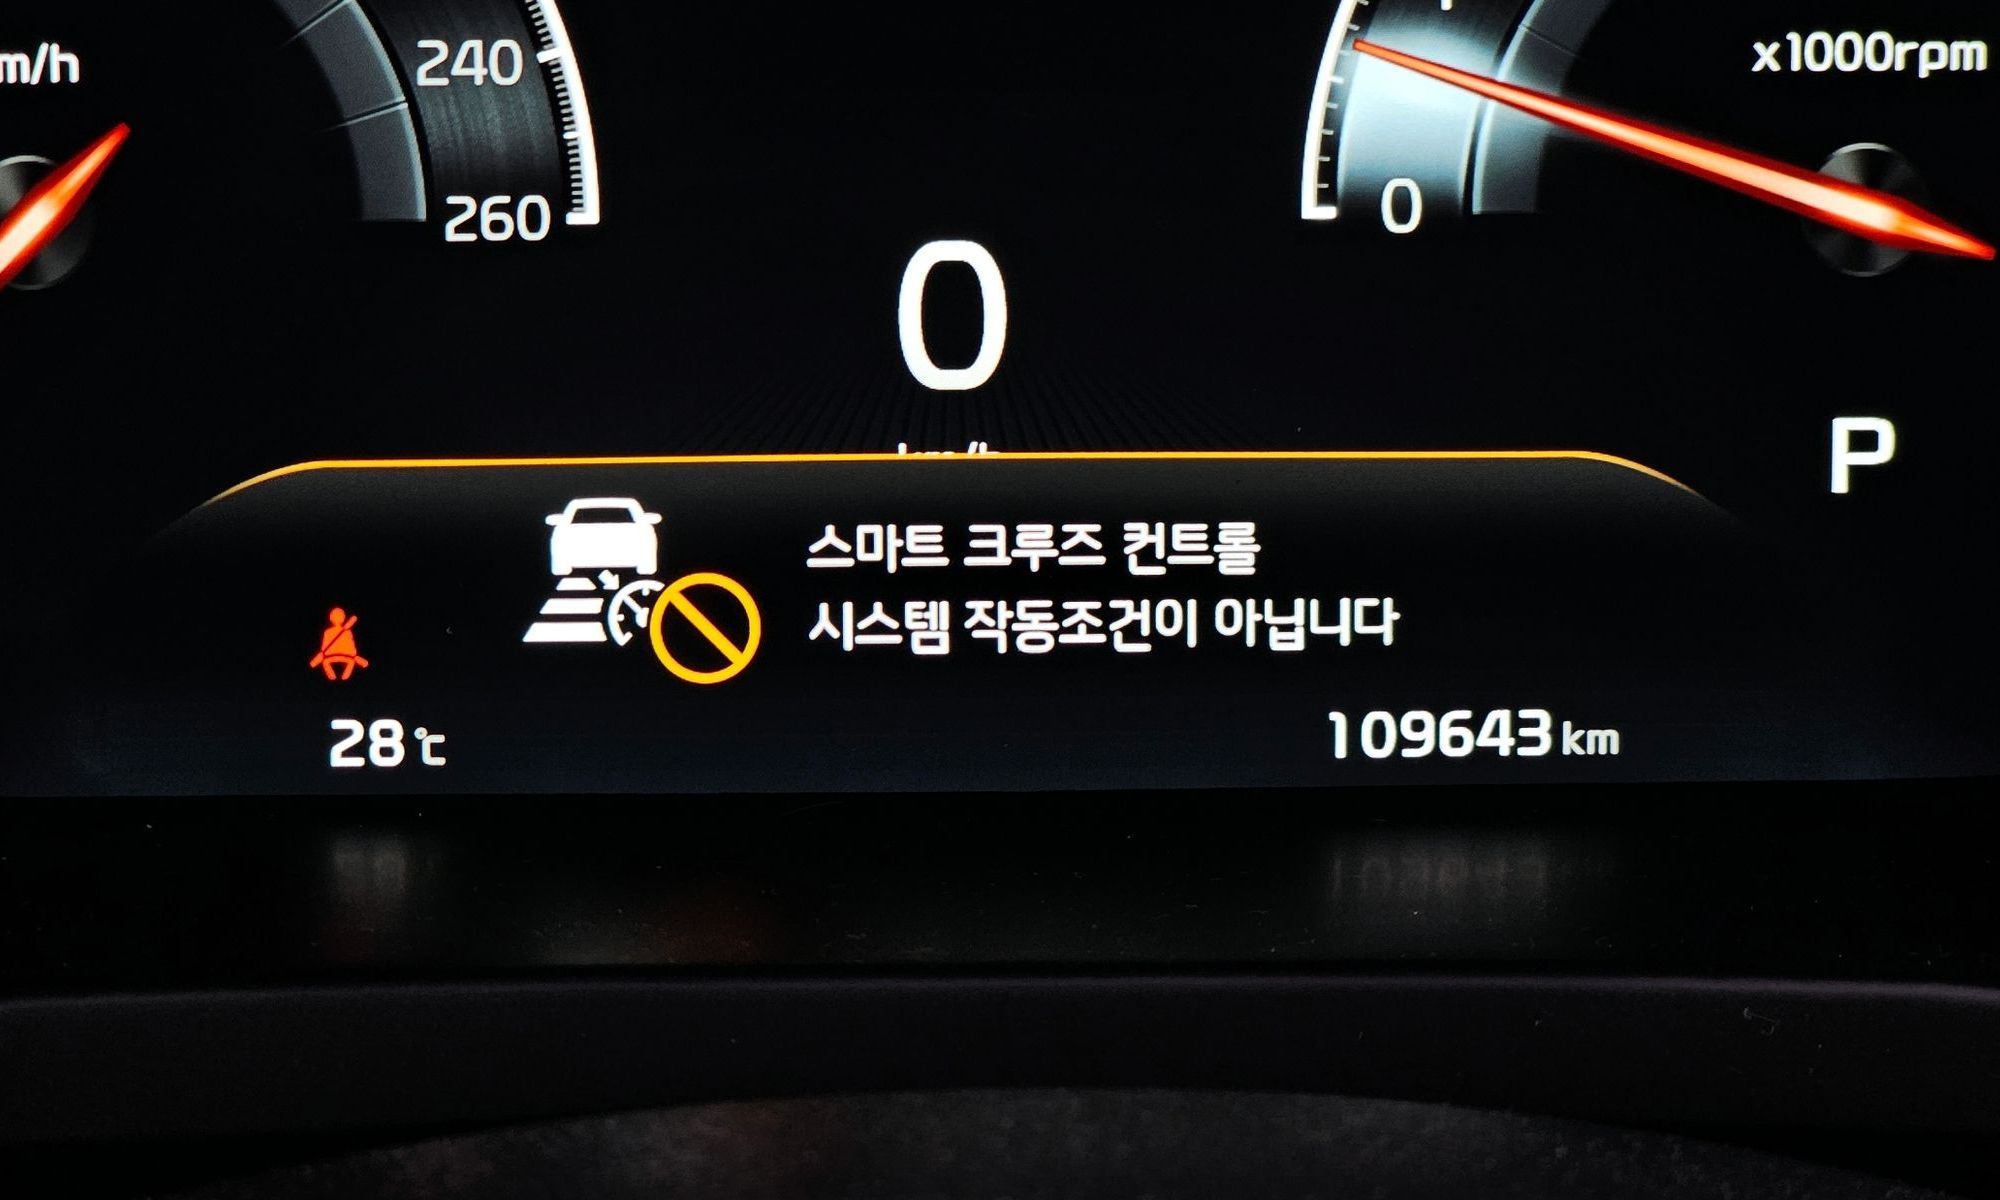 240
260
m/h
x1000rpm
0
0
P
스마트 크루즈 컨트롤
시스템 작동조건이 아닙니다
28℃
109643 km